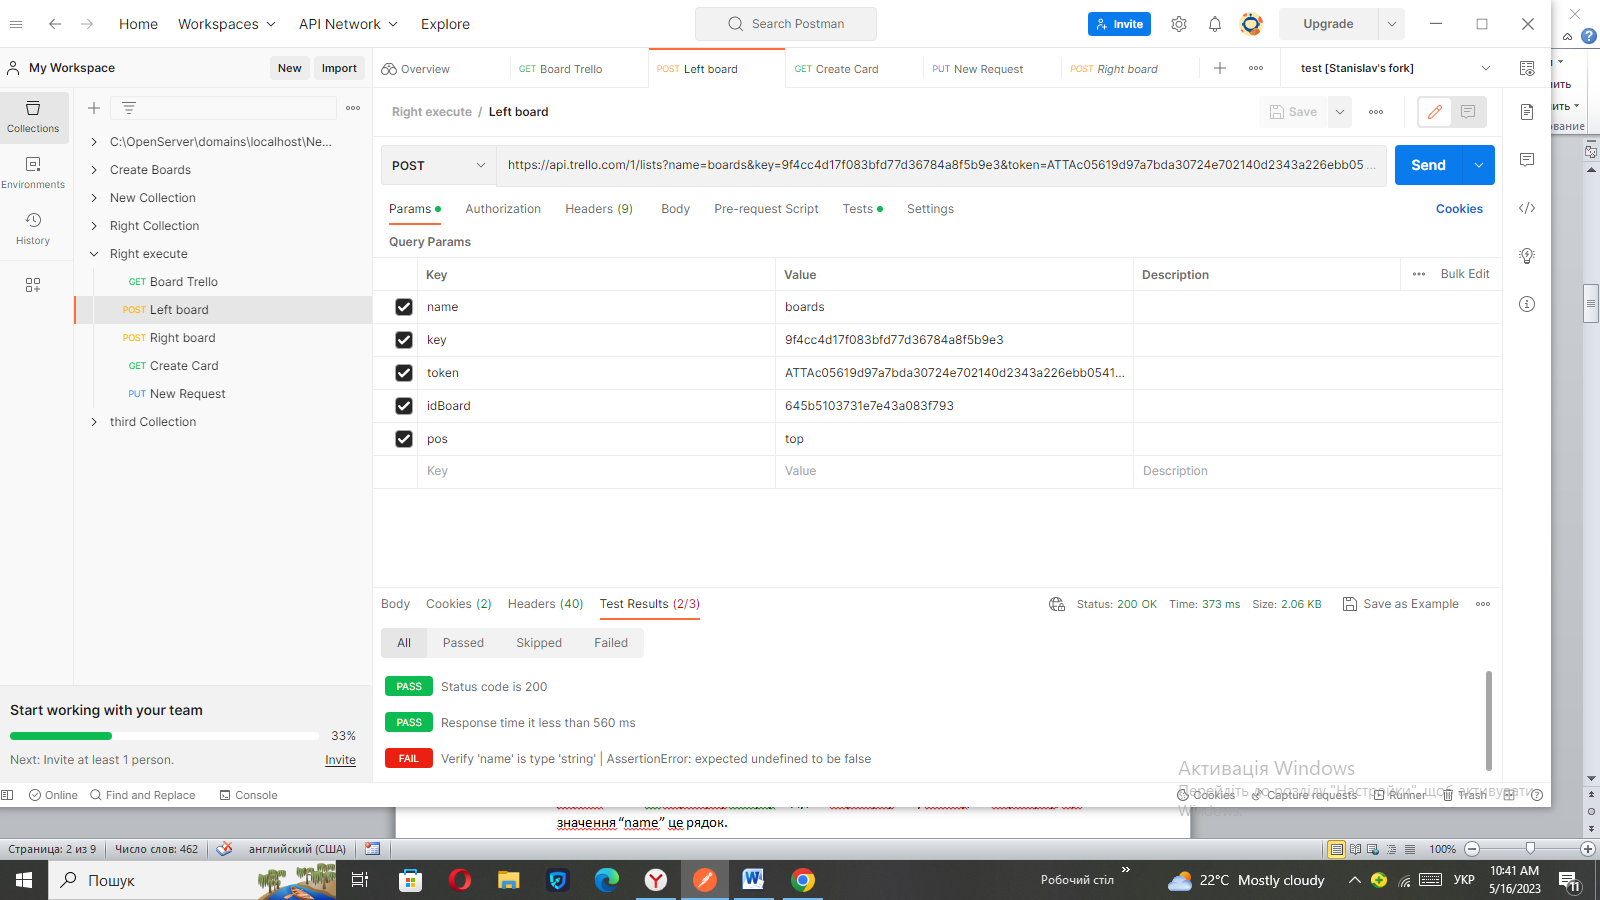 Home Workspaces API Network Explore Search Postman Invite Upgrade
My Workspace New Import Overview GET Board Trello POST Left board GET Create Card PUT New Request POST Right board test [Stanislav's fork]
Collections
Environments
History
C:\OpenServer\domains\localhost\Ne...
Create Boards
New Collection
Right Collection
Right execute
GET Board Trello
POST Left board
POST Right board
GET Create Card
PUT New Request
third Collection
Start working with your team
33%
Next: Invite at least 1 person. Invite
Right execute / Left board Save
POST https://api.trello.com/1/lists?name=boards&key=9f4cc4d17f083bfd77d36784a8f5b9e3&token=ATTAc05619d97a7bda30724e702140d2343a226ebb05 ... Send
Params Authorization Headers (9) Body Pre-request Script Tests Settings Cookies
Query Params
Key Value Description Bulk Edit
name boards
key 9f4cc4d17f083bfd77d36784a8f5b9e3
token ATTAc05619d97a7bda30724e702140d2343a226ebb0541...
idBoard 645b5103731e7e43a083f793
pos top
Key Value Description
Body Cookies (2) Headers (40) Test Results (2/3) Status: 200 OK Time: 373 ms Size: 2.06 KB Save as Example
All Passed Skipped Failed
PASS Status code is 200
PASS Response time it less than 560 ms
FAIL Verify 'name' is type 'string' | AssertionError: expected undefined to be false
Активація Windows
Перейдіть до розділу "Настройки", щоб активувати
Windows.
Online Find and Replace Console Cookies Capture requests Runner Trash
значення “name” це рядок.
Страница: 2 из 9 Число слов: 462 английский (США) 100%
Пошук Робочий стіл 22°C Mostly cloudy УКР 10:41 AM
5/16/2023 11